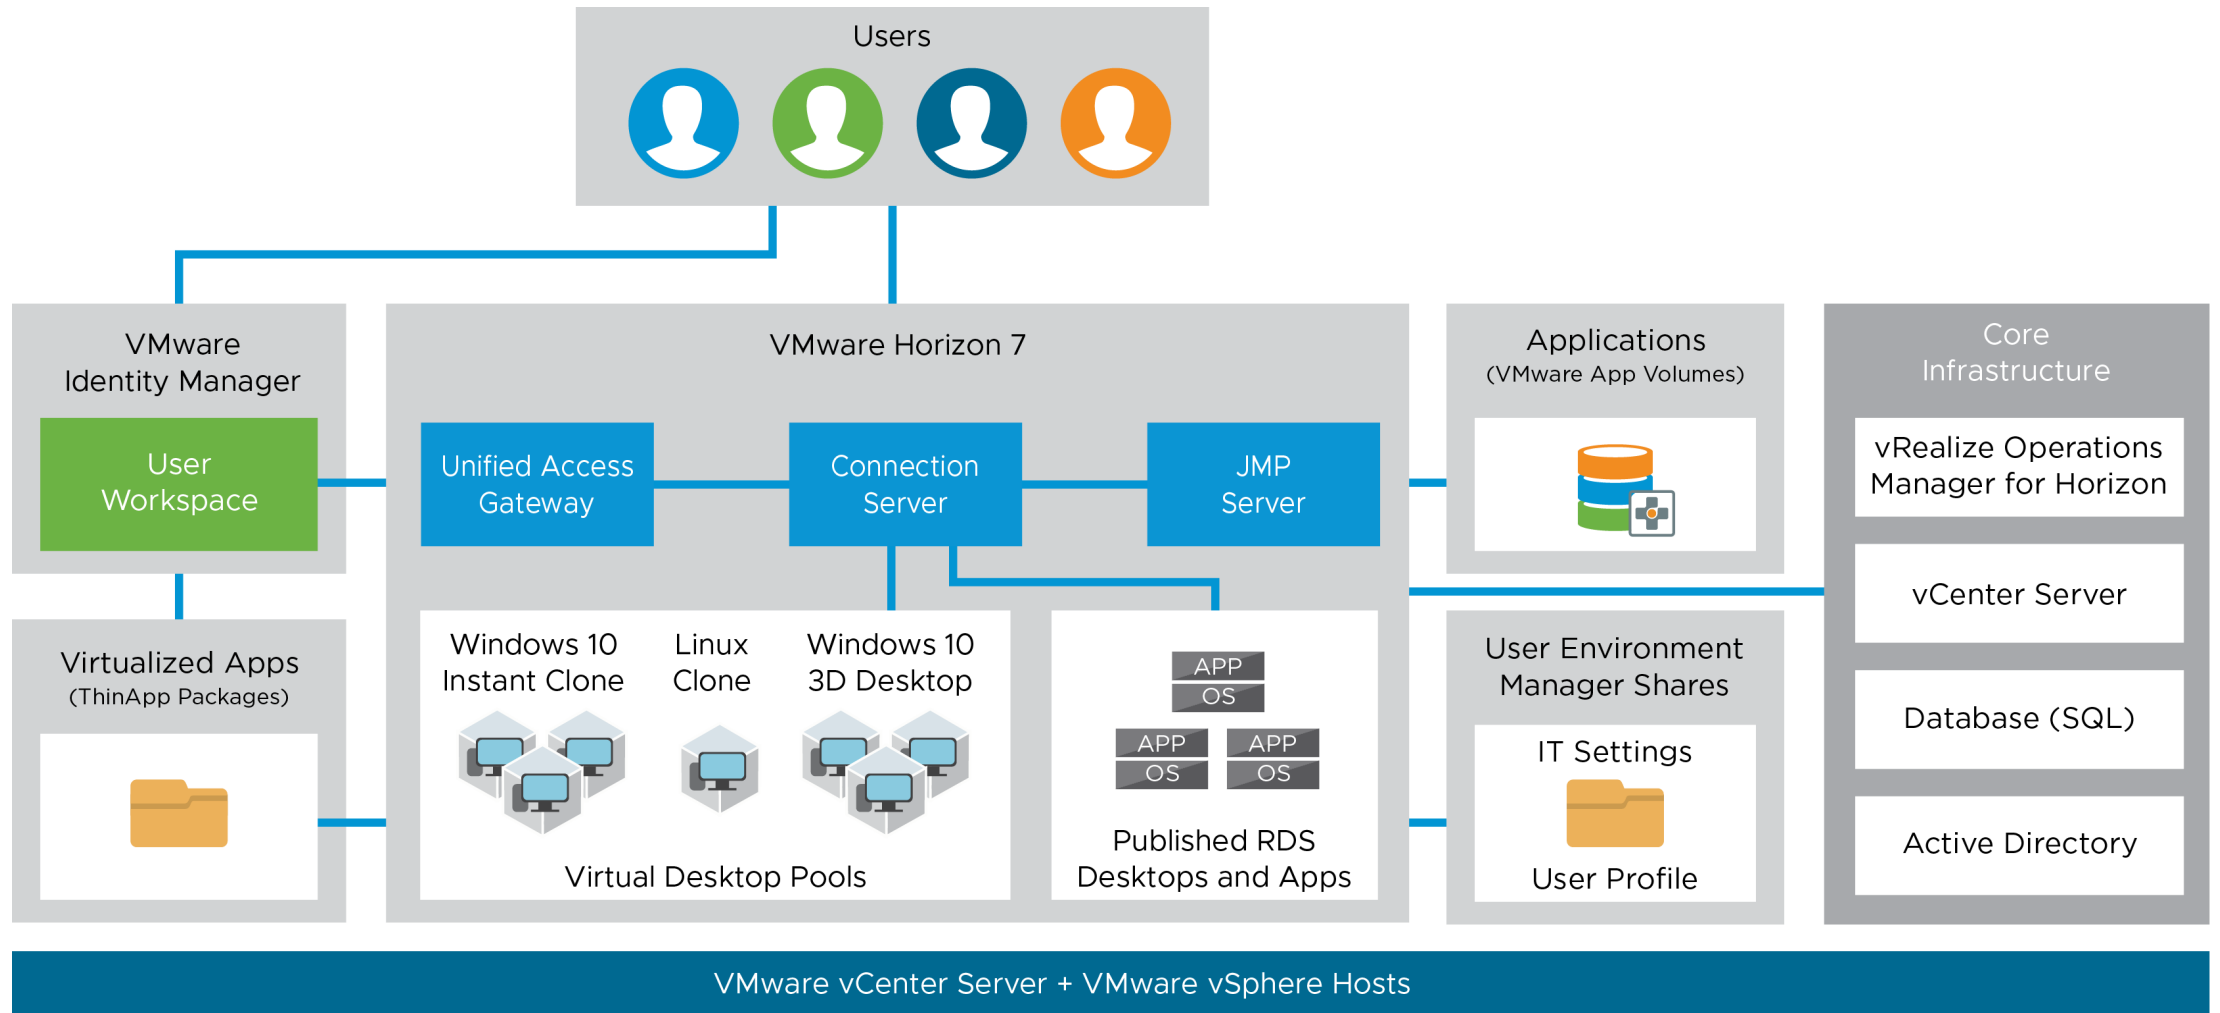 Users
VMware
Identity Manager
User
Workspace
Virtualized Apps
(ThinApp Packages)
VMware Horizon 7
Unified Access
Gateway
Connection
Server
JMP
Server
Windows 10
Instant Clone
Linux
Clone
Windows 10
3D Desktop
Virtual Desktop Pools
APP
OS
APP
OS
APP
OS
Published RDS
Desktops and Apps
Applications
(VMware App Volumes)
User Environment
Manager Shares
IT Settings
User Profile
Core
Infrastructure
vRealize Operations
Manager for Horizon
vCenter Server
Database (SQL)
Active Directory
VMware vCenter Server + VMware vSphere Hosts